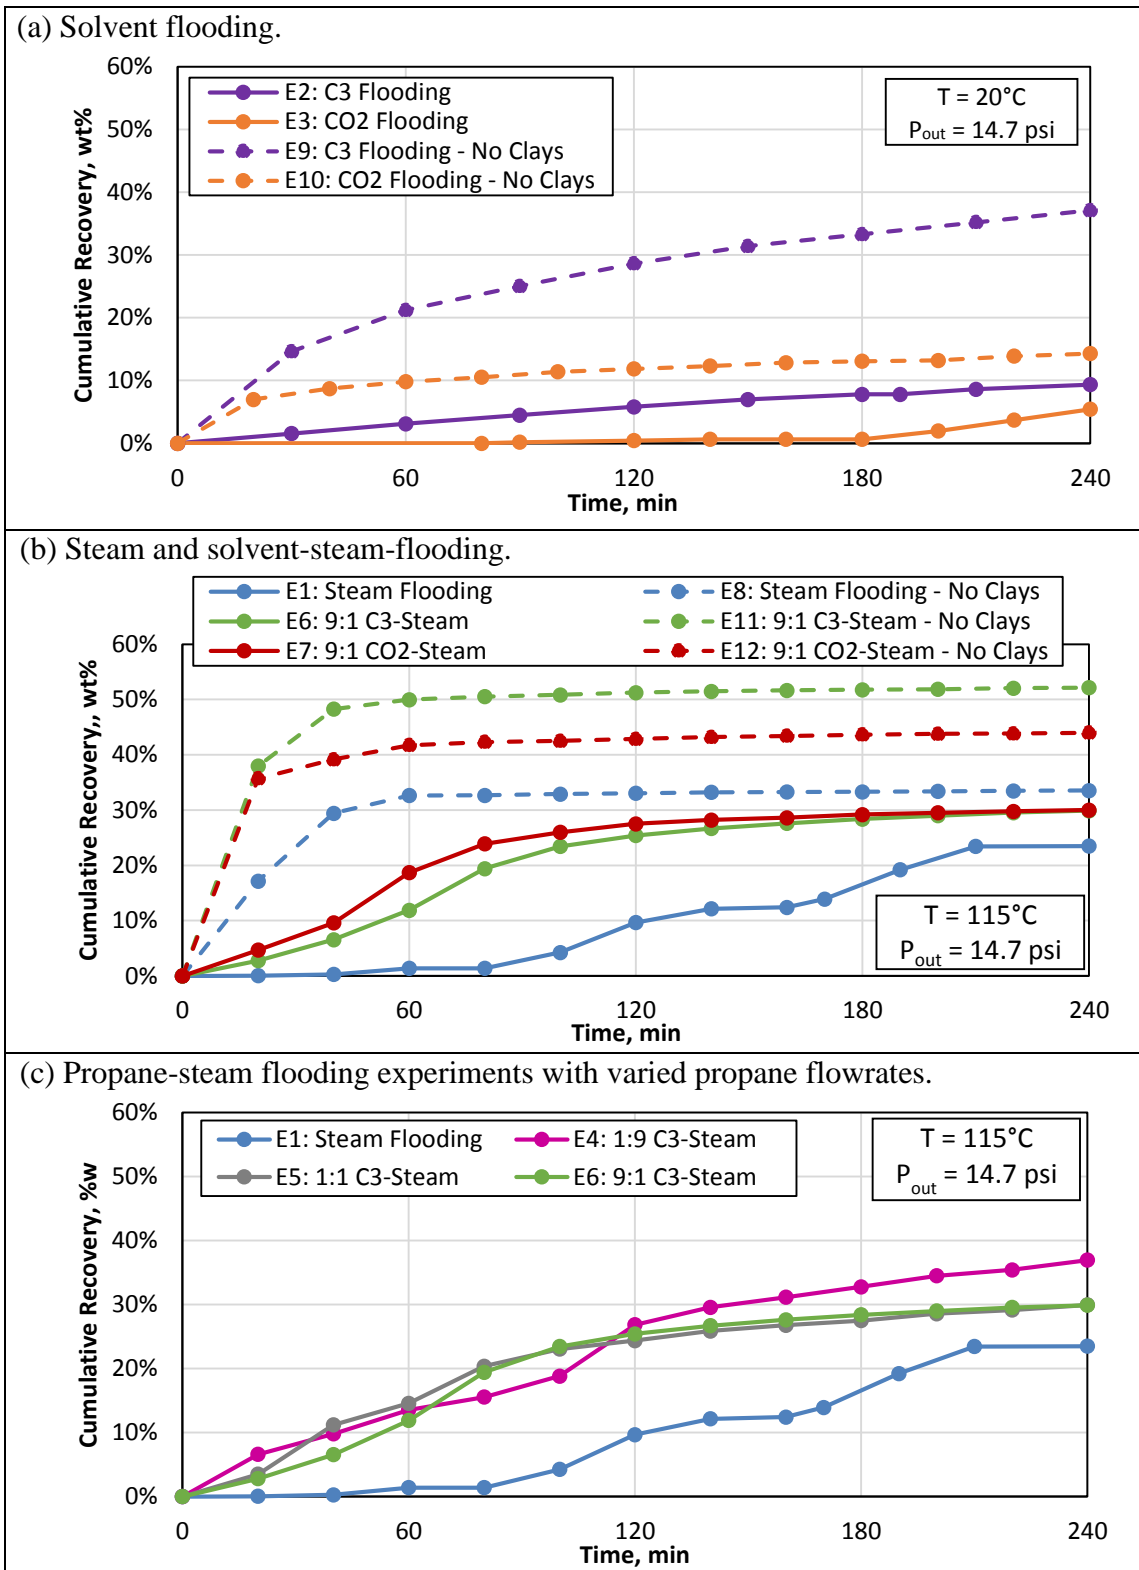 (a) Solvent flooding.
60%
50%
40%
30%
20%
10%
0%
Cumulative Recovery, wt%
E2: C3 Flooding
E3: CO2 Flooding
E9: C3 Flooding - No Clays
E10: CO2 Flooding - No Clays
T = 20°C
Pout = 14.7 psi
0 60 120 180 240
Time, min
(b) Steam and solvent-steam-flooding.
E1: Steam Flooding
E8: Steam Flooding - No Clays
E6: 9:1 C3-Steam
E11: 9:1 C3-Steam - No Clays
E7: 9:1 CO2-Steam
E12: 9:1 CO2-Steam - No Clays
60%
50%
40%
30%
20%
10%
0%
Cumulative Recovery,, wt%
T = 115°C
Pout = 14.7 psi
0 60 120 180 240
Time, min
(c) Propane-steam flooding experiments with varied propane flowrates.
60%
50%
40%
30%
20%
10%
0%
Cumulative Recovery, %w
E1: Steam Flooding
E4: 1:9 C3-Steam
E5: 1:1 C3-Steam
E6: 9:1 C3-Steam
T = 115°C
Pout = 14.7 psi
0 60 120 180 240
Time, min